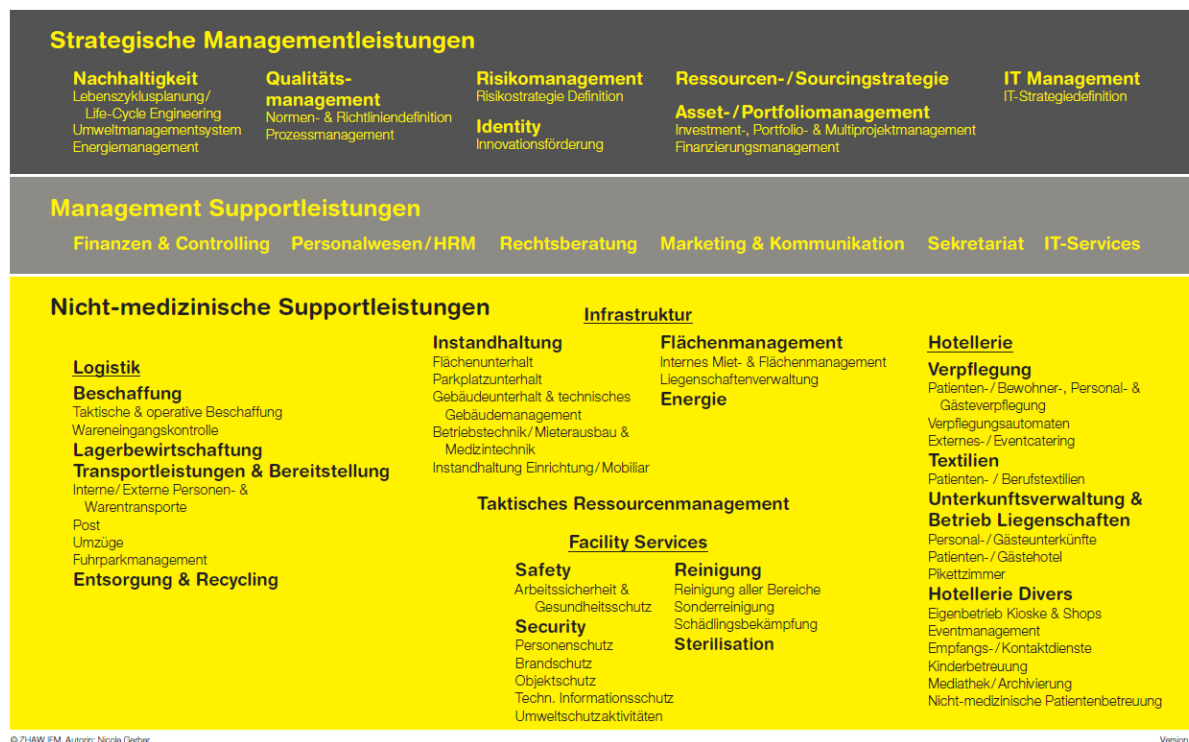 Strategische Managementleistungen
Nachhaltigkeit
Lebenszyklusplanung/
Life-Cycle Engineering
Umweltmanagementsystem
Energiemanagement
Qualitäts-
management
Normen- & Richtliniendefinition
Prozessmanagement
Risikomanagement
Risikostrategie Definition
Identity
Innovationsförderung
Ressourcen-/Sourcingstrategie
Asset-/Portfoliomanagement
Investment-, Portfolio- & Multiprojektmanagement
Finanzierungsmanagement
IT Management
IT-Strategiedefinition
Management Supportleistungen
Finanzen & Controlling Personalwesen/HRM Rechtsberatung Marketing & Kommunikation Sekretariat IT-Services
Nicht-medizinische Supportleistungen
Logistik
Beschaffung
Taktische & operative Beschaffung
Wareneingangskontrolle
Lagerbewirtschaftung
Transportleistungen & Bereitstellung
Interne/Externe Personen- &
Warentransporte
Post
Umzüge
Fuhrparkmanagement
Entsorgung & Recycling
Infrastruktur
Instandhaltung
Flächenunterhalt
Parkplatzunterhalt
Gebäudeunterhalt & technisches
Gebäudemanagement
Betriebstechnik/Mieterausbau &
Medizintechnik
Instandhaltung Einrichtung/Mobiliar
Flächenmanagement
Internes Miet- & Flächenmanagement
Liegenschaftenverwaltung
Energie
Taktisches Ressourcenmanagement
Facility Services
Safety
Arbeitssicherheit &
Gesundheitsschutz
Security
Personenschutz
Brandschutz
Objektschutz
Techn. Informationsschutz
Umweltschutzaktivitäten
Reinigung
Reinigung aller Bereiche
Sonderreinigung
Schädlingsbekämpfung
Sterilisation
Hotellerie
Verpflegung
Patienten-/Bewohner-, Personal- &
Gästeverpflegung
Verpflegungsautomaten
Externes-/Eventcatering
Textilien
Patienten- / Berufstextilien
Unterkunftsverwaltung &
Betrieb Liegenschaften
Personal-/Gästeunterkünfte
Patienten-/Gästehotel
Pikettzimmer
Hotellerie Divers
Eigenbetrieb Kioske & Shops
Eventmanagement
Empfangs-/Kontaktdienste
Kinderbetreuung
Mediathek/Archivierung
Nicht-medizinische Patientenbetreuung
© ZHAW IFM, Autorin: Nicole Gerber
Version